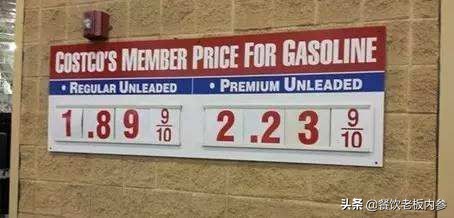 COSTCO'S MEMBER PRICE FOR GASOLINE
• REGULAR UNLEADED • PREMIUM UNLEADED
1.89 9/10 2.23 9/10
头条 @餐饮老板内参